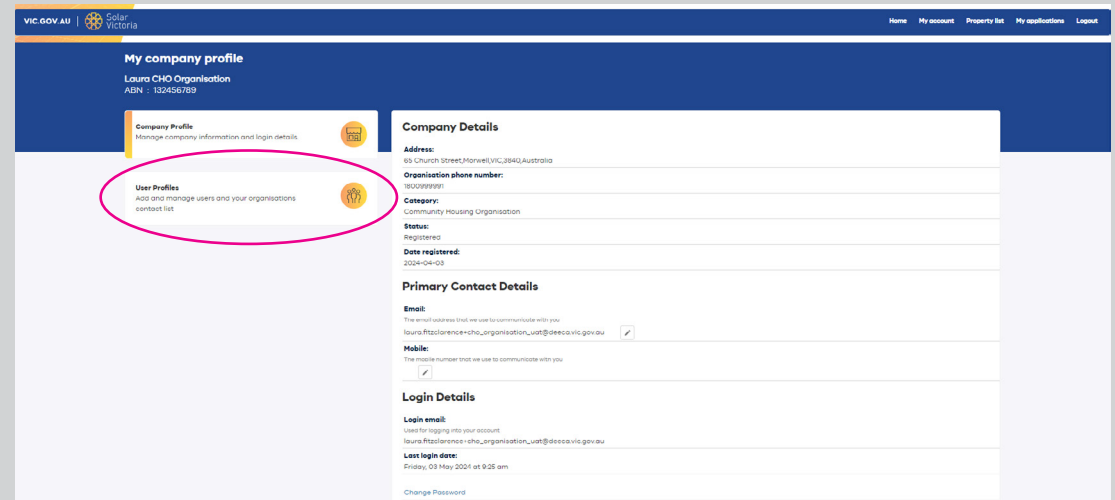 VIC.GOV.AU
Solar
Victoria
Home My account Property list My applications Logout
My company profile
Laura CHO Organisation
ABN : 132456789
Company Profile
Manage company information and login details
User Profiles
Add and manage users and your organisations
contact list
Company Details
Address:
65 Church Street,Morwell,VIC,3840,Australia
Organisation phone number:
1800999991
Category:
Community Housing Organisation
Status:
Registered
Date registered:
2024-04-03
Primary Contact Details
Email:
The email address that we use to communicate with you
laura.fitzclarence+cho_organisation_uat@deeca.vic.gov.au
Mobile:
The mobile number that we use to communicate with you
Login Details
Login email:
Used for logging into your account.
laura.fitzclarence+cho_organisation_uat@deeca.vic.gov.au
Last login date:
Friday, 03 May 2024 at 9:25 am
Change Password